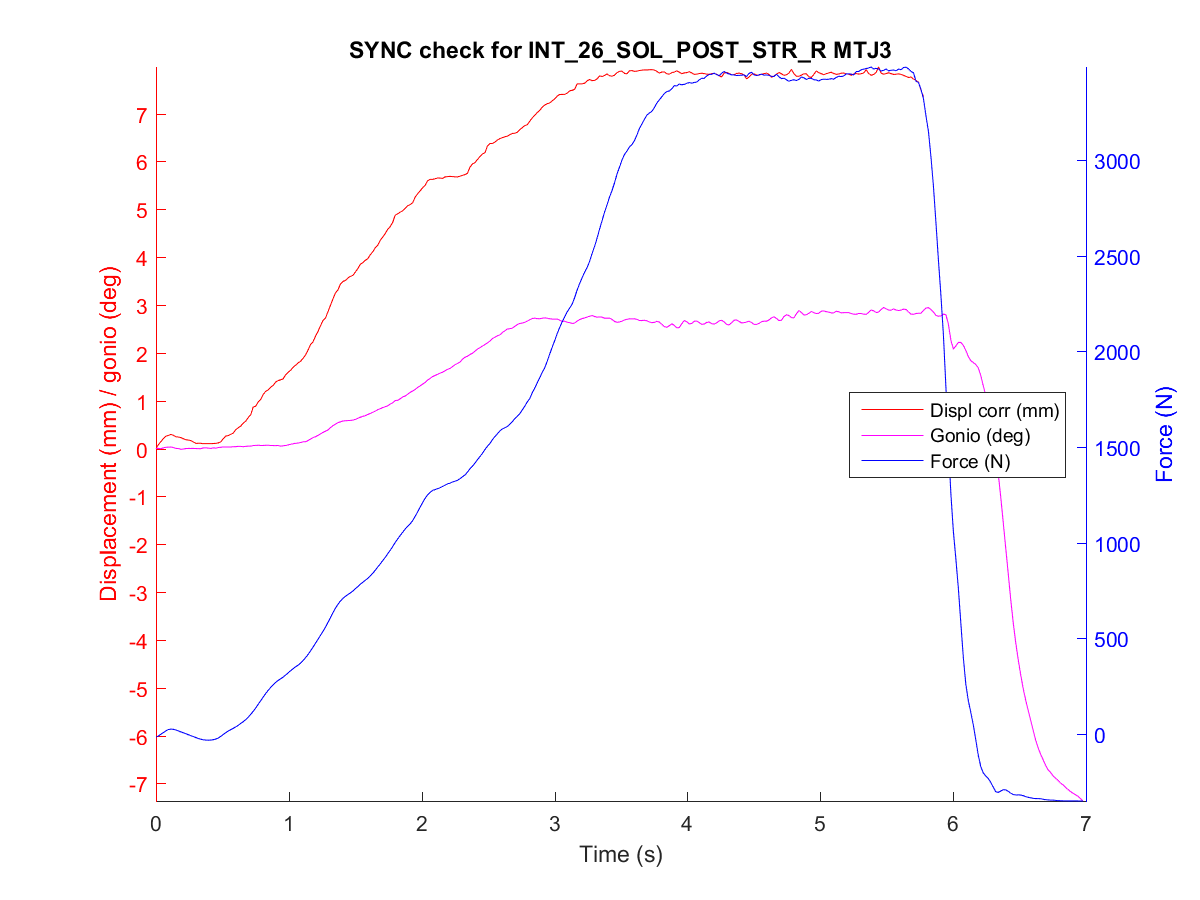 SYNC check for INT_26_SOL_POST_STR_R MTJ3
Displacement (mm) / gonio (deg)
7
6
5
4
3
2
1
0
-1
-2
-3
-4
-5
-6
-7
3000
2500
2000
1500
1000
500
0
Force (N)
Displ corr (mm)
Gonio (deg)
Force (N)
0 1 2 3 4 5 6 7
Time (s)